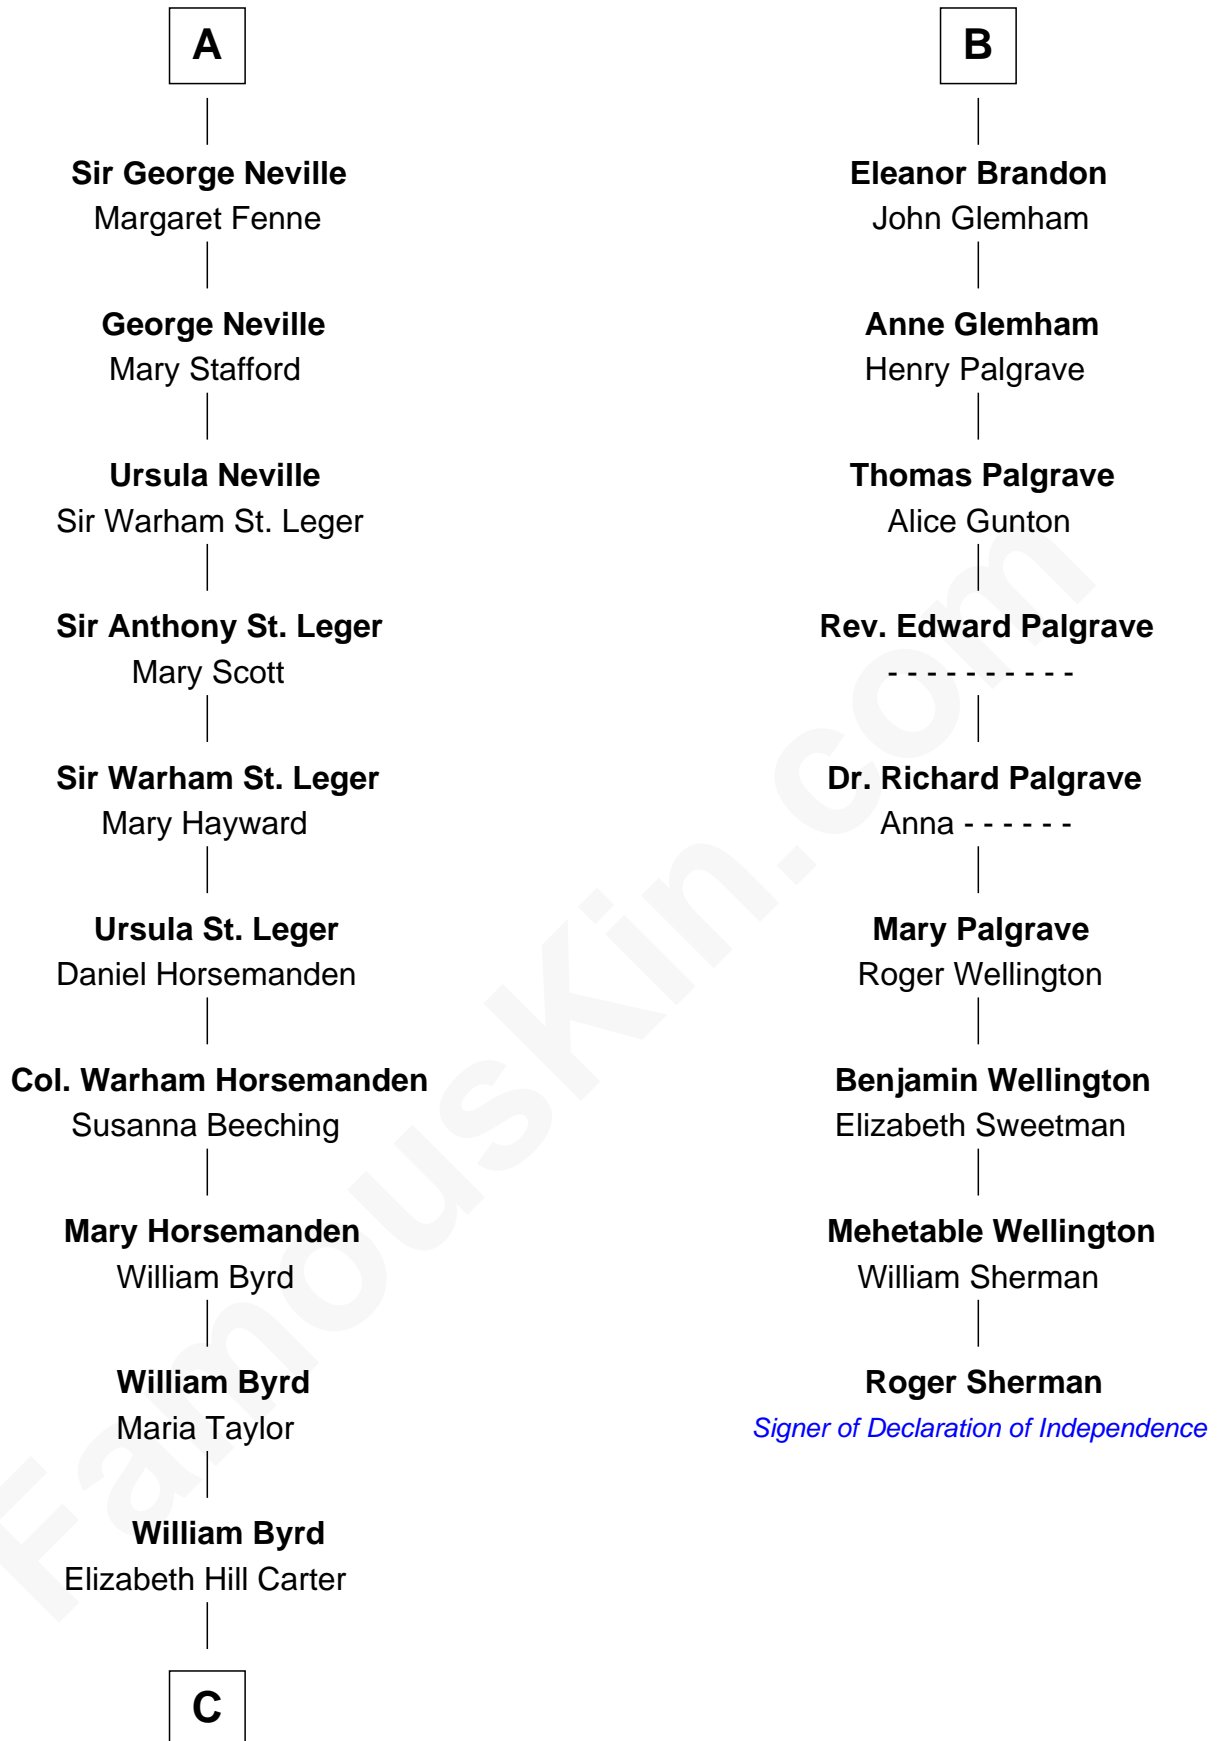 A
Sir George Neville
Margaret Fenne
George Neville
Mary Stafford
Ursula Neville
Sir Warham St. Leger
Sir Anthony St. Leger
Mary Scott
Sir Warham St. Leger
Mary Hayward
Ursula St. Leger
Daniel Horsemanden
Col. Warham Horsemanden
Susanna Beeching
Mary Horsemanden
William Byrd
William Byrd
Maria Taylor
William Byrd
Elizabeth Hill Carter
C
B
Eleanor Brandon
John Glemham
Anne Glemham
Henry Palgrave
Thomas Palgrave
Alice Gunton
Rev. Edward Palgrave
- - - - - - - - - -
Dr. Richard Palgrave
Anna - - - - - -
Mary Palgrave
Roger Wellington
Benjamin Wellington
Elizabeth Sweetman
Mehetable Wellington
William Sherman
Roger Sherman
Signer of Declaration of Independence
FamousKin.com